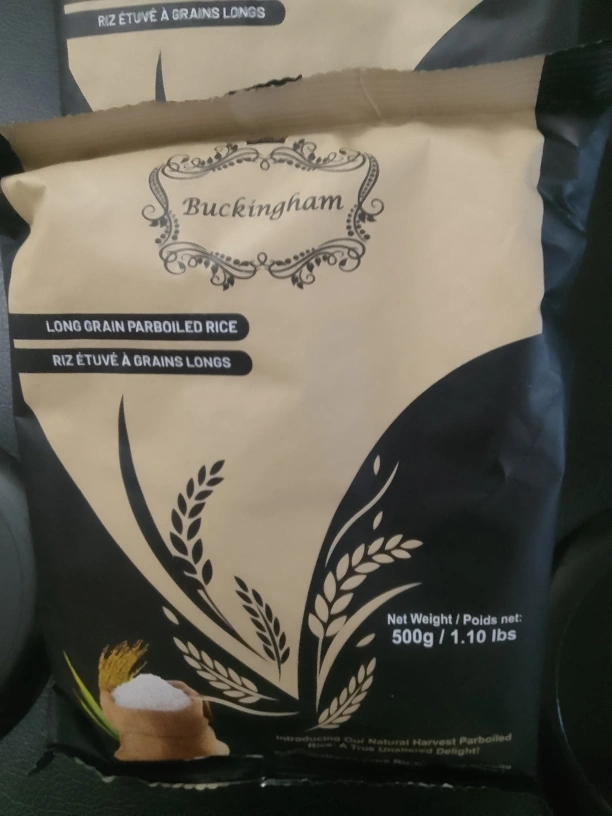 RIZ ÉTUVÉ À GRAINS LONGS
Buckingham
LONG GRAIN PARBOILED RICE
RIZ ÉTUVÉ À GRAINS LONGS
Net Weight / Poids net:
500g / 1.10 lbs
Introducing Our Natural Harvest Parboiled
Rice: A True Unaltered Delight!